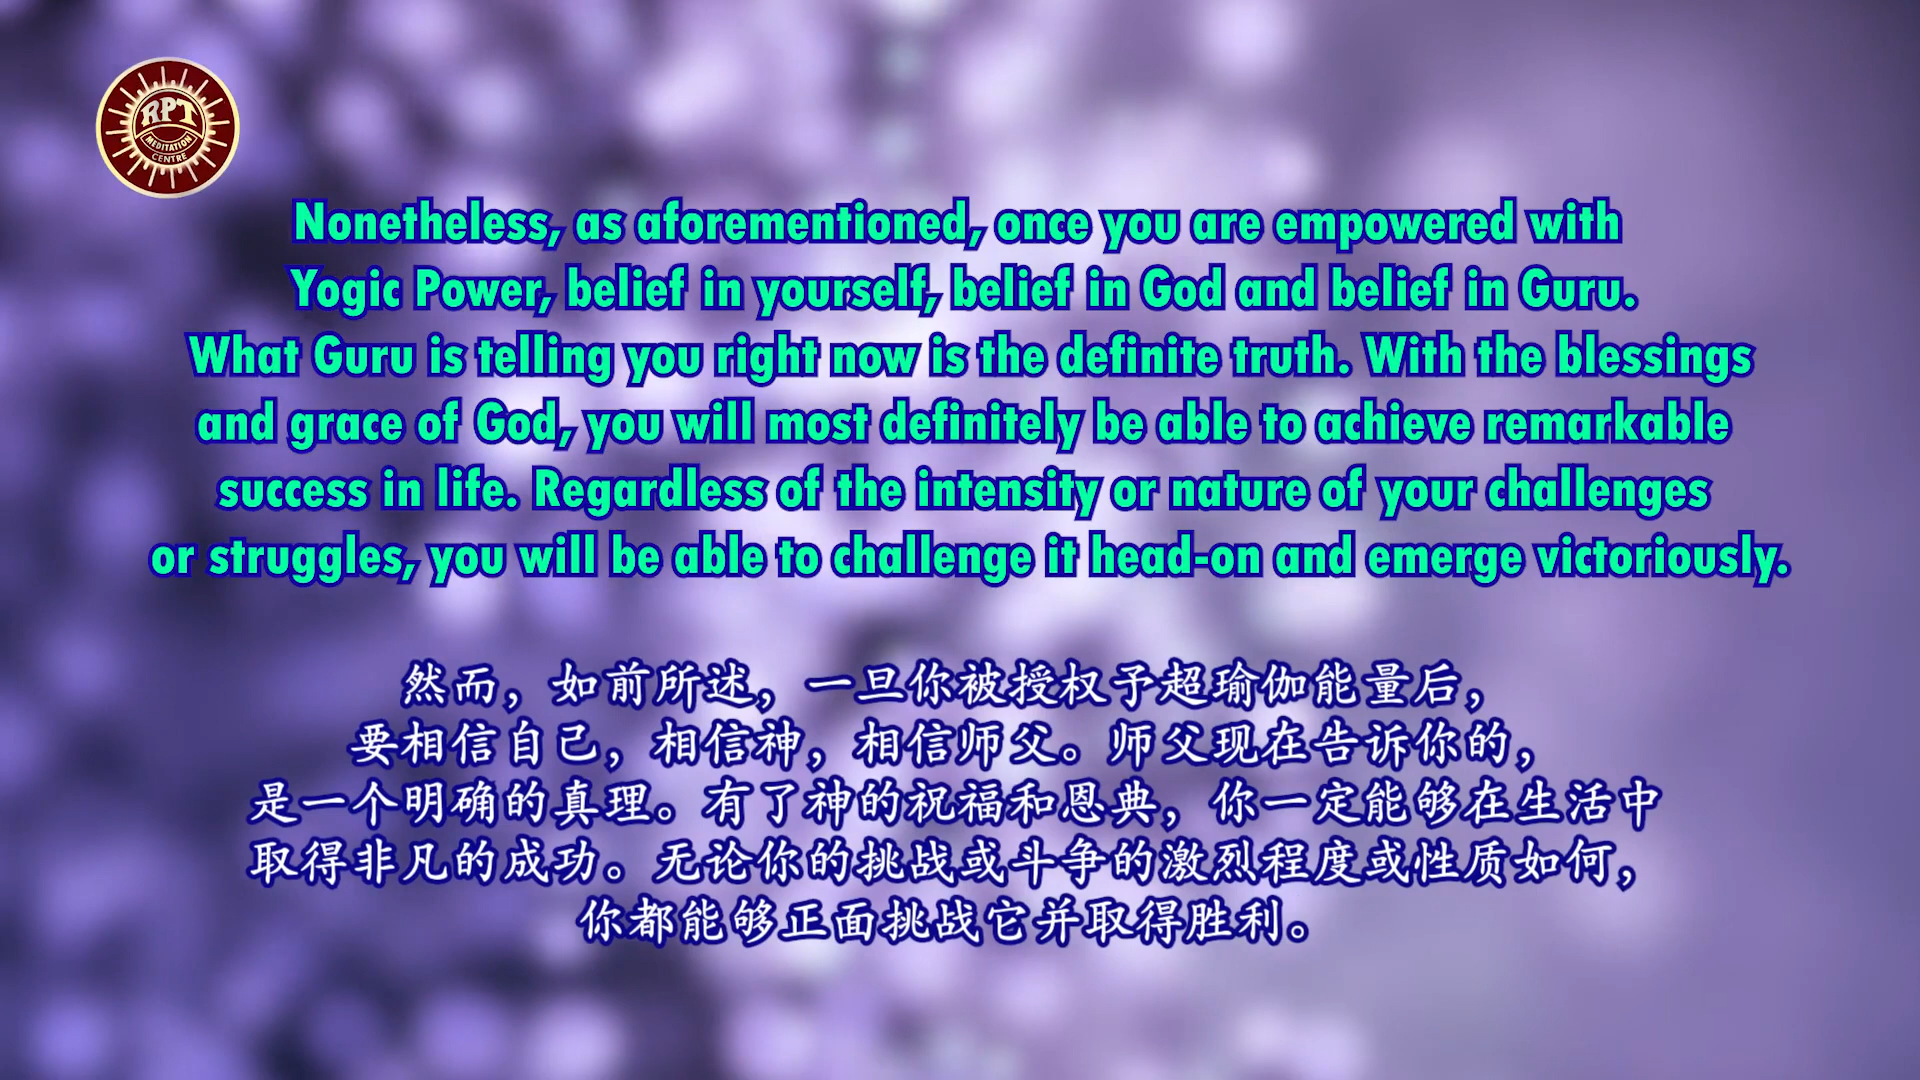 RPT
MEDITATION
CENTRE
Nonetheless, as aforementioned, once you are empowered with
Yogic Power, belief in yourself, belief in God and belief in Guru.
What Guru is telling you right now is the definite truth. With the blessings
and grace of God, you will most definitely be able to achieve remarkable
success in life. Regardless of the intensity or nature of your challenges
or struggles, you will be able to challenge it head-on and emerge victoriously.
然而，如前所述，一旦你被授权予超瑜伽能量后，
要相信自己，相信神，相信师父。师父现在告诉你的，
是一个明确的真理。有了神的祝福和恩典，你一定能够在生活中
取得非凡的成功。无论你的挑战或斗争的激烈程度或性质如何，
你都能够正面挑战它并取得胜利。